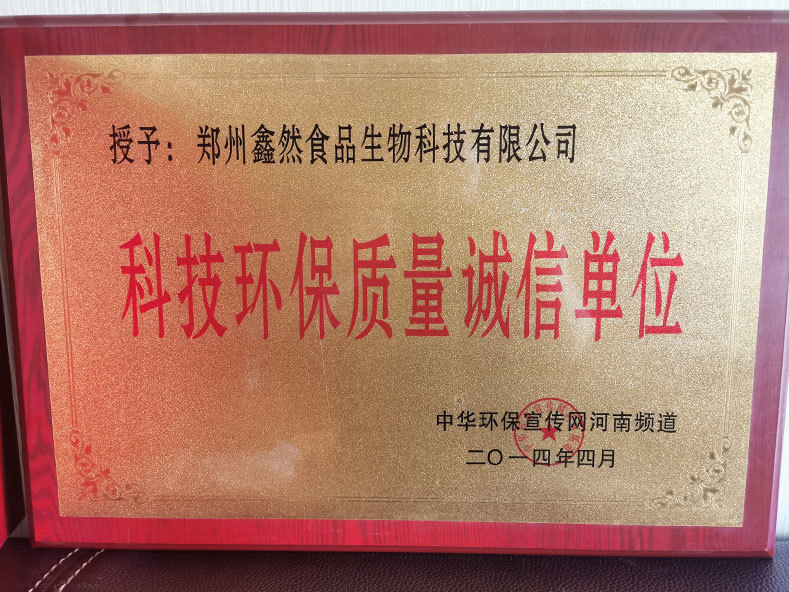 授予：郑州鑫然食品生物科技有限公司
科技环保质量诚信单位
中华环保宣传网河南频道
二〇一四年四月